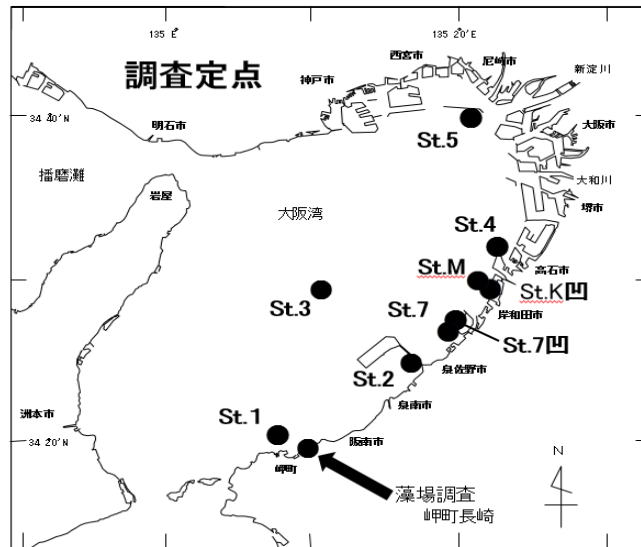 135 E
135 20'E
調査定点
神戸市
西宮市
尼崎市
新淀川
34 40'N
明石市
大阪市
St.5
播磨灘
大和川
岩屋
堺市
大阪湾
St.4
高石市
St.M
St.K凹
St.3
岸和田市
St.7
St.7凹
St.2
泉佐野市
泉南市
洲本市
St.1
阪南市
34 20'N
岬町
N
藻場調査
岬町長崎